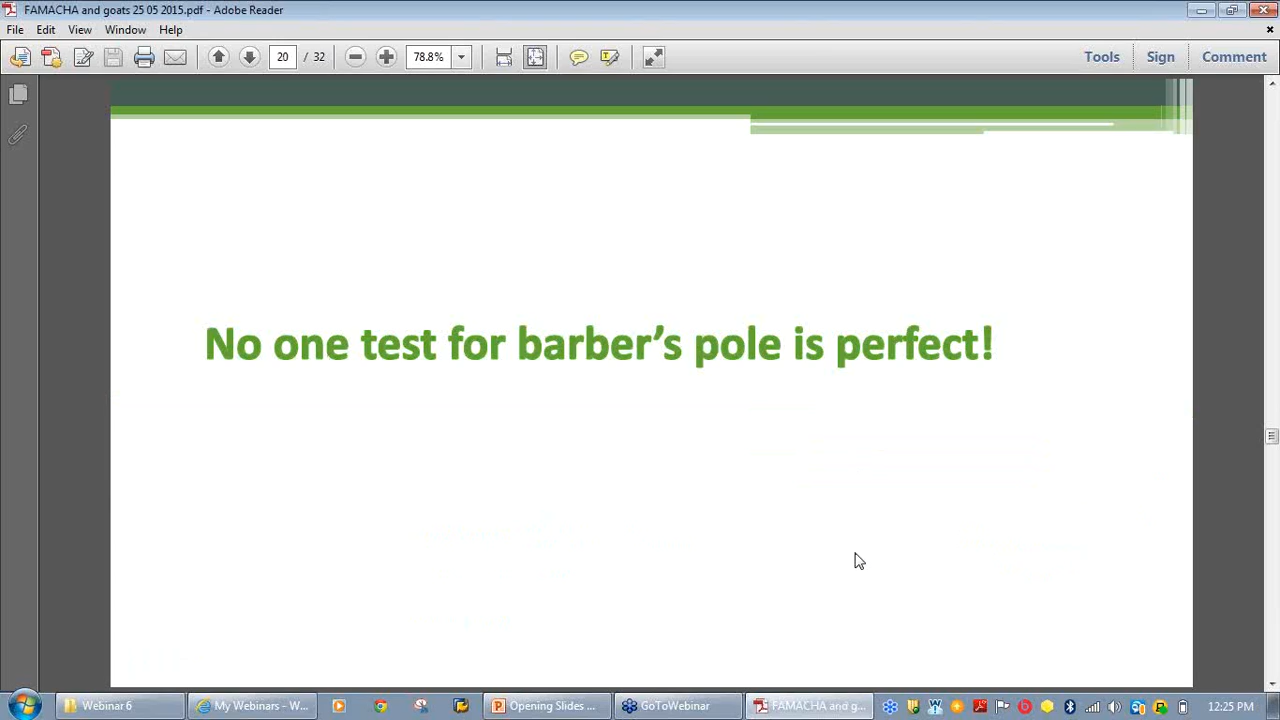 FAMACHA and goats 25 05 2015.pdf - Adobe Reader
File Edit View Window Help
20 / 32 78.8% Tools Sign Comment
No one test for barber's pole is perfect!
Webinar 6 My Webinars - W... Opening Slides ... GoToWebinar FAMACHA and g... 12:25 PM